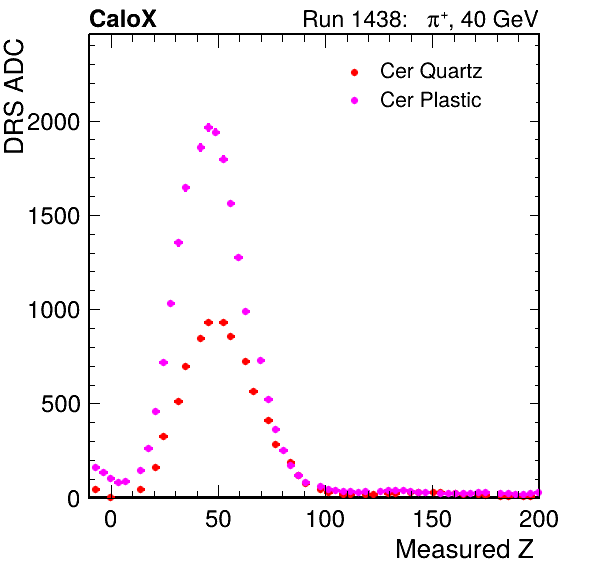 CaloX Run 1438: π⁺, 40 GeV
DRS ADC
Cer Quartz
Cer Plastic
2000
1500
1000
500
0
0 50 100 150 200
Measured Z